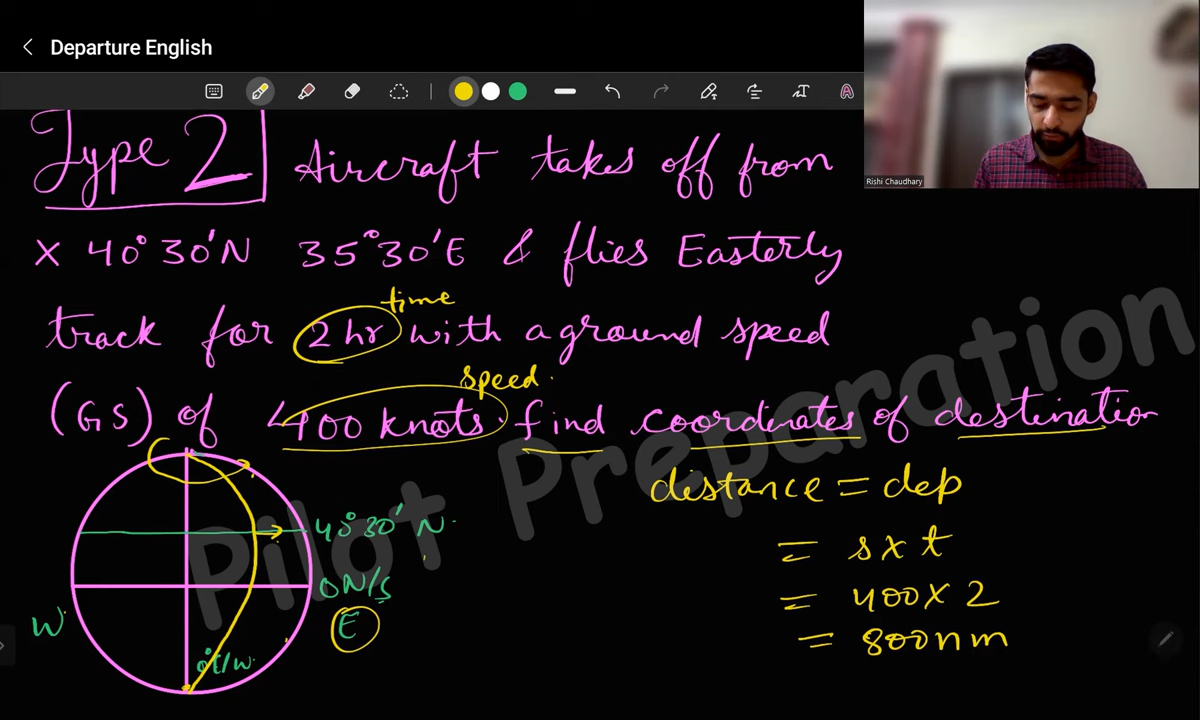 Departure English
Rishi Chaudhary
Type 2 Aircraft takes off from
X 40°30'N 35°30'E & flies Easterly
time
track for 2 hr with a ground speed
speed.
(GS) of 400 knots. find coordinates of destination
distance = dep
= s x t
= 400 x 2
= 800nm
40°30' N.
0N/S
E
W
0E/W.
Pilot Preparation